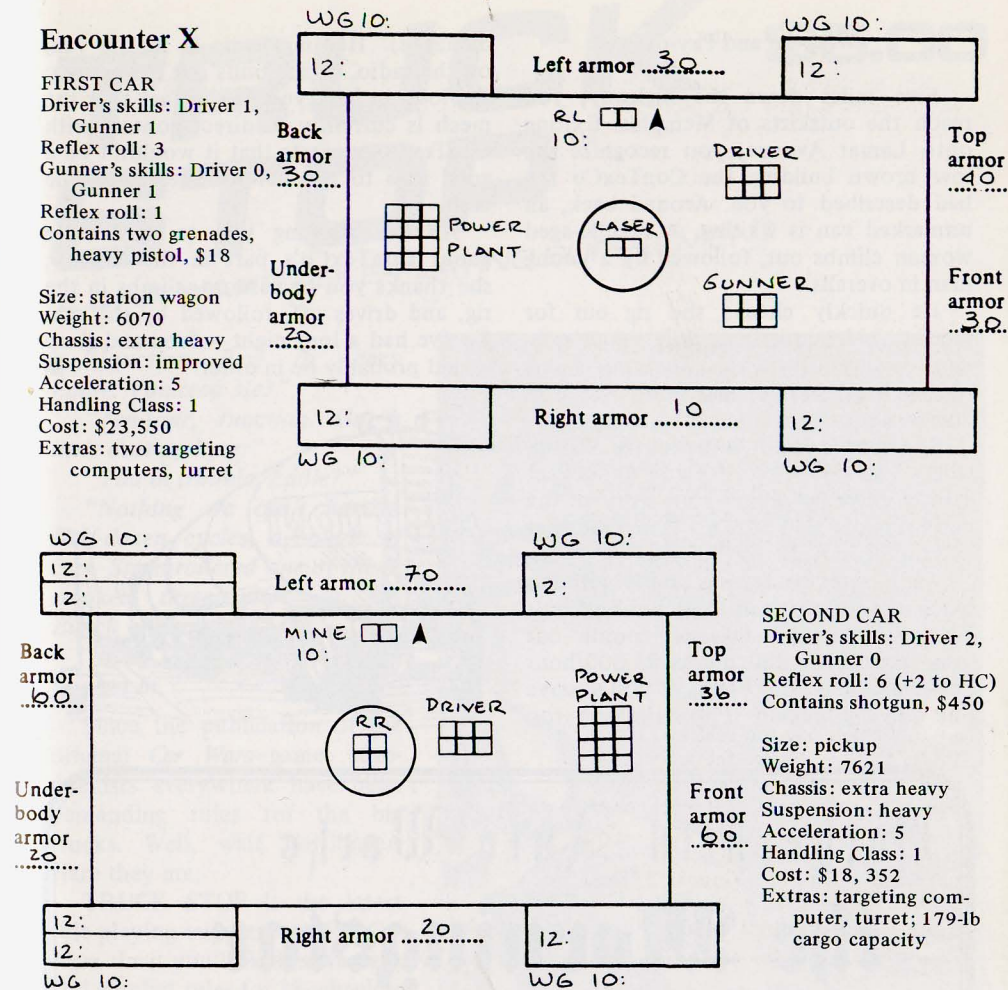 Encounter X
FIRST CAR
Driver's skills: Driver 1,
Gunner 1
Reflex roll: 3
Gunner's skills: Driver 0,
Gunner 1
Reflex roll: 1
Contains two grenades,
heavy pistol, $18
Size: station wagon
Weight: 6070
Chassis: extra heavy
Suspension: improved
Acceleration: 5
Handling Class: 1
Cost: $23,550
Extras: two targeting
computers, turret
WG 10:
12:
Left armor 30
WG 10:
12:
RL
10:
Back
armor
30
DRIVER
Top
armor
40
POWER
PLANT
LASER
Under-
body
armor
20
GUNNER
Front
armor
30
12:
WG 10:
Right armor 10
12:
WG 10:
WG 10:
12:
12:
Left armor 70
WG 10:
12:
MINE
10:
Back
armor
60
POWER
PLANT
Top
armor
36
RR
DRIVER
Under-
body
armor
20
Front
armor
60
12:
12:
WG 10:
Right armor 20
12:
WG 10:
SECOND CAR
Driver's skills: Driver 2,
Gunner 0
Reflex roll: 6 (+2 to HC)
Contains shotgun, $450
Size: pickup
Weight: 7621
Chassis: extra heavy
Suspension: heavy
Acceleration: 5
Handling Class: 1
Cost: $18, 352
Extras: targeting com-
puter, turret; 179-lb
cargo capacity